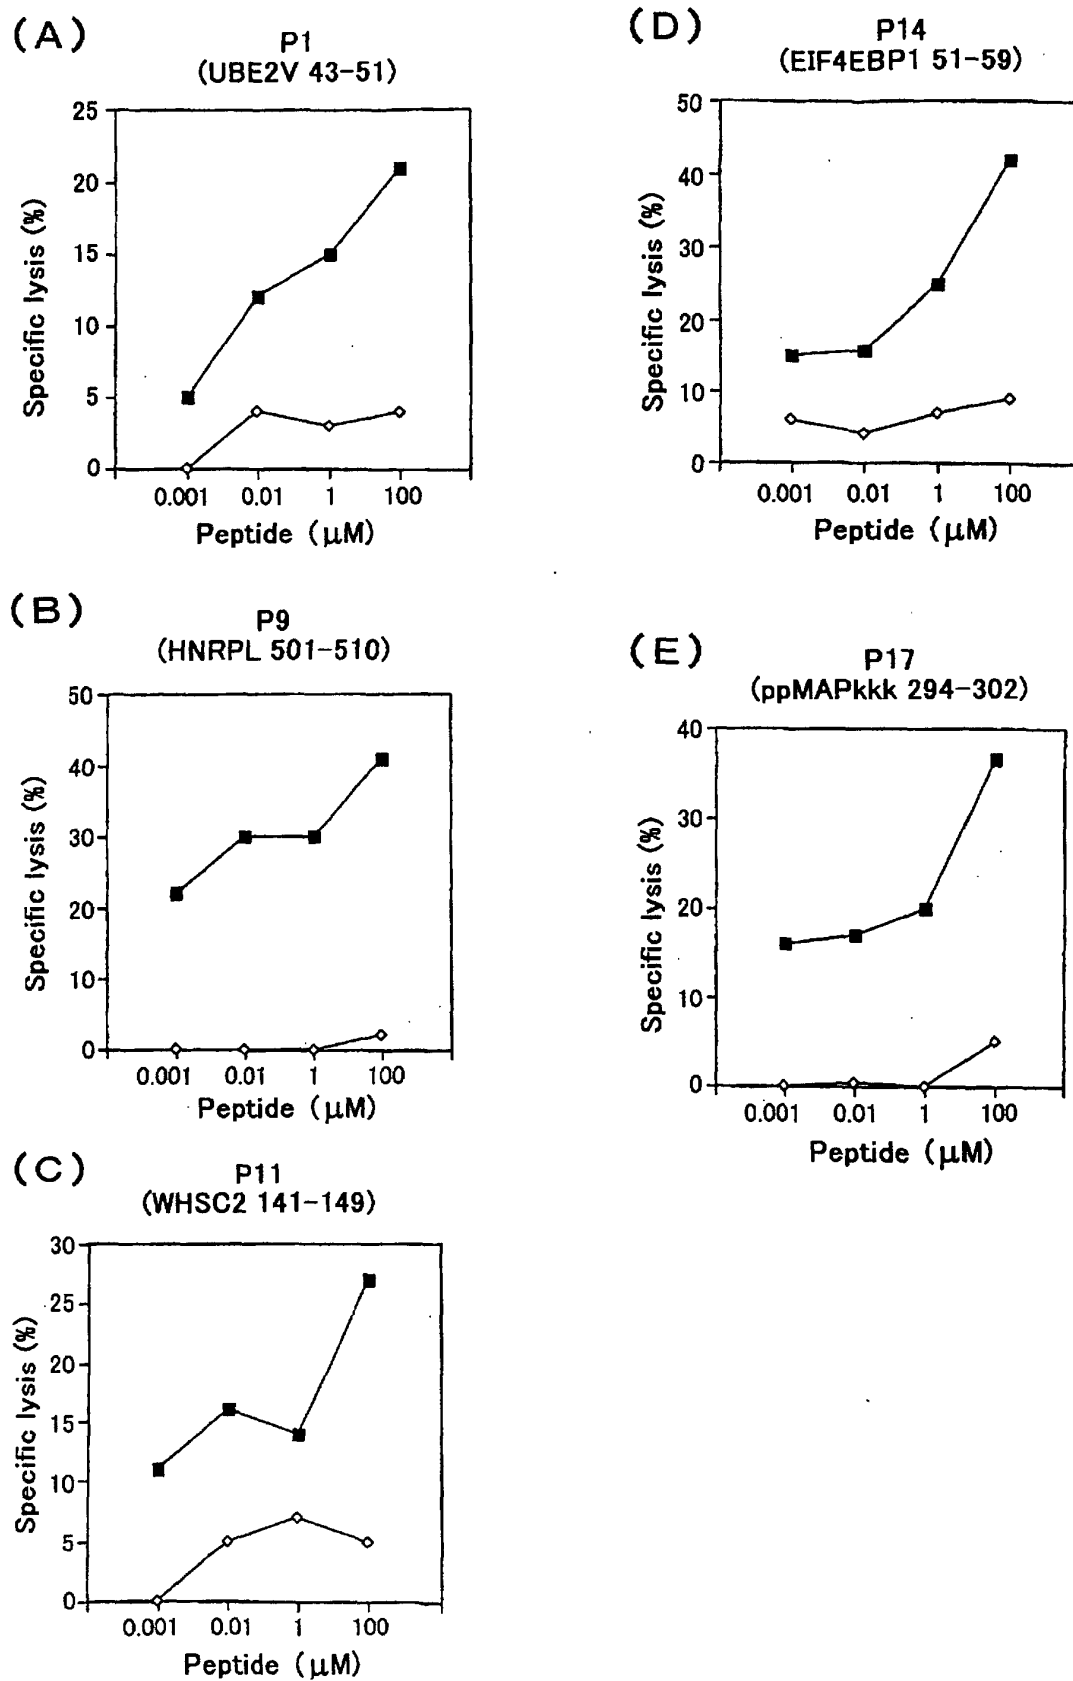 (A)
P1
(UBE2V 43-51)
25
20
15
10
5
0
Specific lysis (%)
0.001 0.01 1 100
Peptide (μM)
(B)
P9
(HNRPL 501-510)
50
40
30
20
10
0
Specific lysis (%)
0.001 0.01 1 100
Peptide (μM)
(C)
P11
(WHSC2 141-149)
30
25
20
15
10
5
0
Specific lysis (%)
0.001 0.01 1 100
Peptide (μM)
(D)
P14
(EIF4EBP1 51-59)
50
40
30
20
10
0
Specific lysis (%)
0.001 0.01 1 100
Peptide (μM)
(E)
P17
(ppMAPkkk 294-302)
40
30
20
10
0
Specific lysis (%)
0.001 0.01 1 100
Peptide (μM)